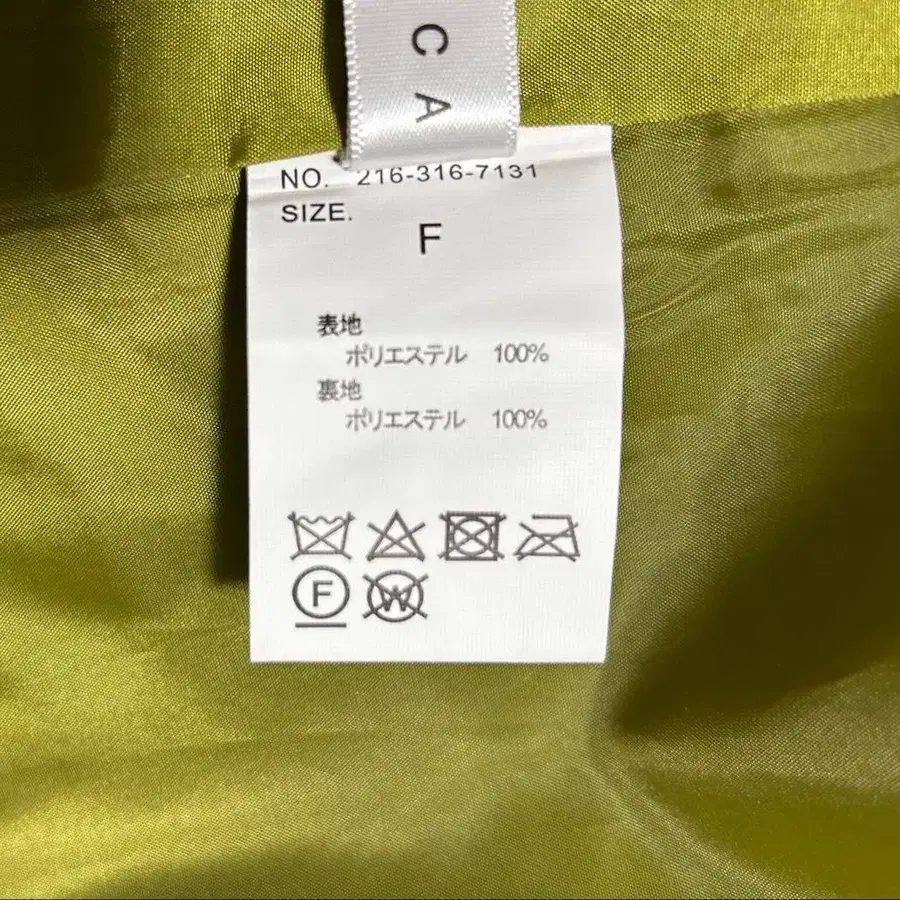 C A
NO. 216-316-7131
SIZE.
F
表地
ポリエステル 100%
裏地
ポリエステル 100%
F
W